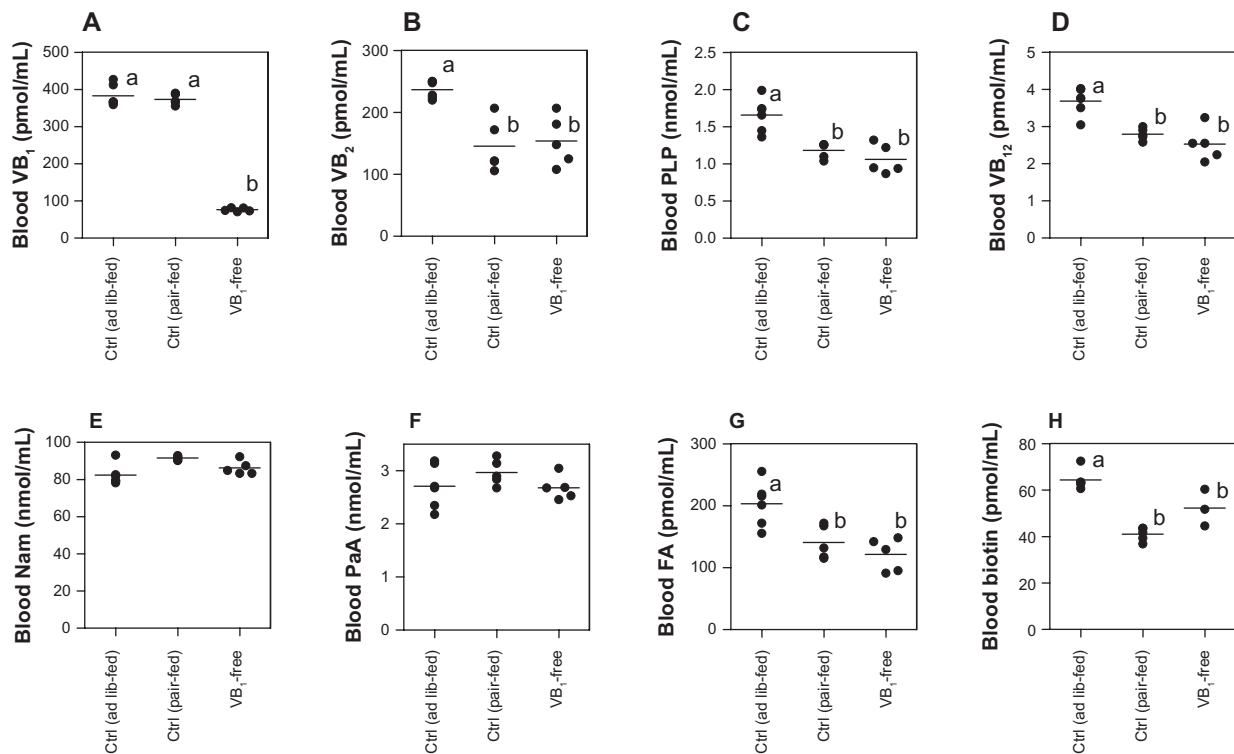 A
Blood VB₁ (pmol/mL)
500
400
300
200
100
0
a
a
b
Ctrl (ad lib-fed)
Ctrl (pair-fed)
VB₁-free
B
Blood VB₂ (pmol/mL)
300
200
100
0
a
b
b
Ctrl (ad lib-fed)
Ctrl (pair-fed)
VB₁-free
C
Blood PLP (nmol/mL)
2.5
2.0
1.5
1.0
0.5
0.0
a
b
b
Ctrl (ad lib-fed)
Ctrl (pair-fed)
VB₁-free
D
Blood VB₁₂ (pmol/mL)
5
4
3
2
1
0
a
b
b
Ctrl (ad lib-fed)
Ctrl (pair-fed)
VB₁-free
E
Blood Nam (nmol/mL)
100
80
60
40
20
0
Ctrl (ad lib-fed)
Ctrl (pair-fed)
VB₁-free
F
Blood PaA (nmol/mL)
3
2
1
0
Ctrl (ad lib-fed)
Ctrl (pair-fed)
VB₁-free
G
Blood FA (pmol/mL)
300
200
100
0
a
b
b
Ctrl (ad lib-fed)
Ctrl (pair-fed)
VB₁-free
H
Blood biotin (pmol/mL)
80
60
40
20
0
a
b
b
Ctrl (ad lib-fed)
Ctrl (pair-fed)
VB₁-free